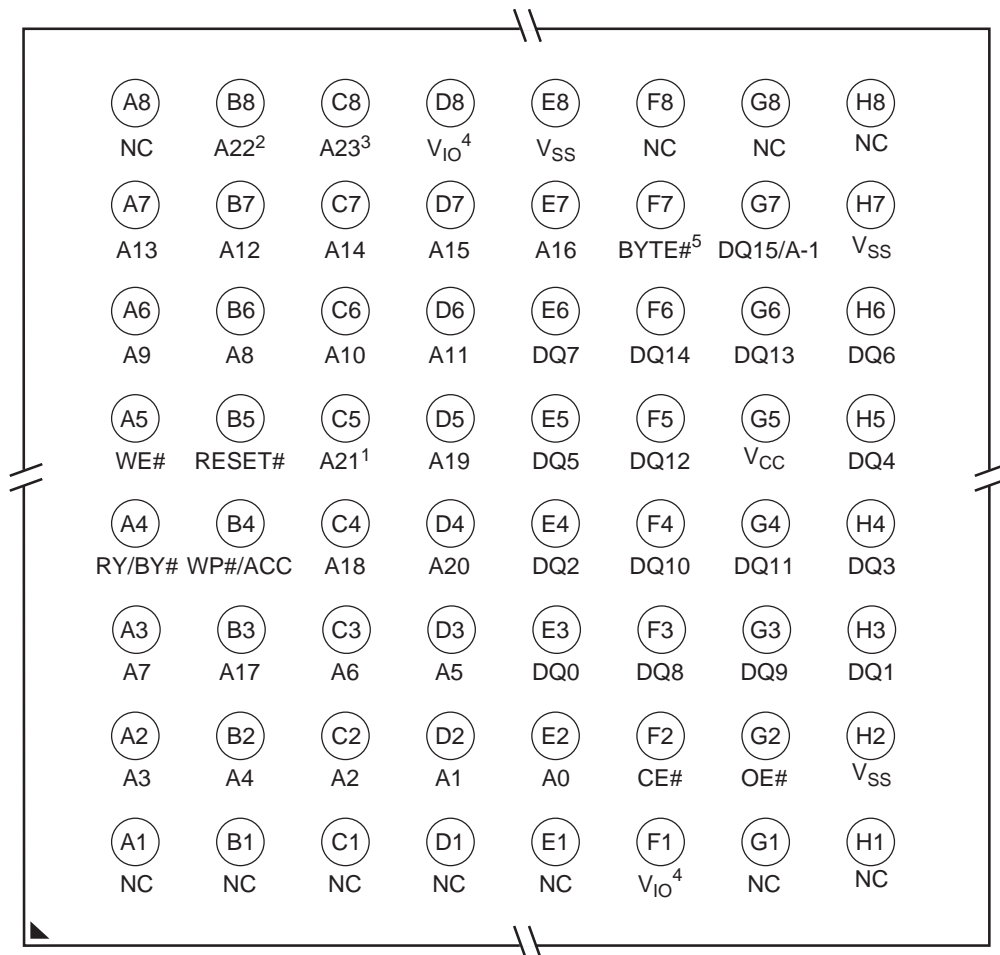 A8 B8 C8 D8 E8 F8 G8 H8
NC A22² A23³ V_IO⁴ V_SS NC NC NC
A7 B7 C7 D7 E7 F7 G7 H7
A13 A12 A14 A15 A16 BYTE#⁵ DQ15/A-1 V_SS
A6 B6 C6 D6 E6 F6 G6 H6
A9 A8 A10 A11 DQ7 DQ14 DQ13 DQ6
A5 B5 C5 D5 E5 F5 G5 H5
WE# RESET# A21¹ A19 DQ5 DQ12 V_CC DQ4
A4 B4 C4 D4 E4 F4 G4 H4
RY/BY# WP#/ACC A18 A20 DQ2 DQ10 DQ11 DQ3
A3 B3 C3 D3 E3 F3 G3 H3
A7 A17 A6 A5 DQ0 DQ8 DQ9 DQ1
A2 B2 C2 D2 E2 F2 G2 H2
A3 A4 A2 A1 A0 CE# OE# V_SS
A1 B1 C1 D1 E1 F1 G1 H1
NC NC NC NC NC V_IO⁴ NC NC